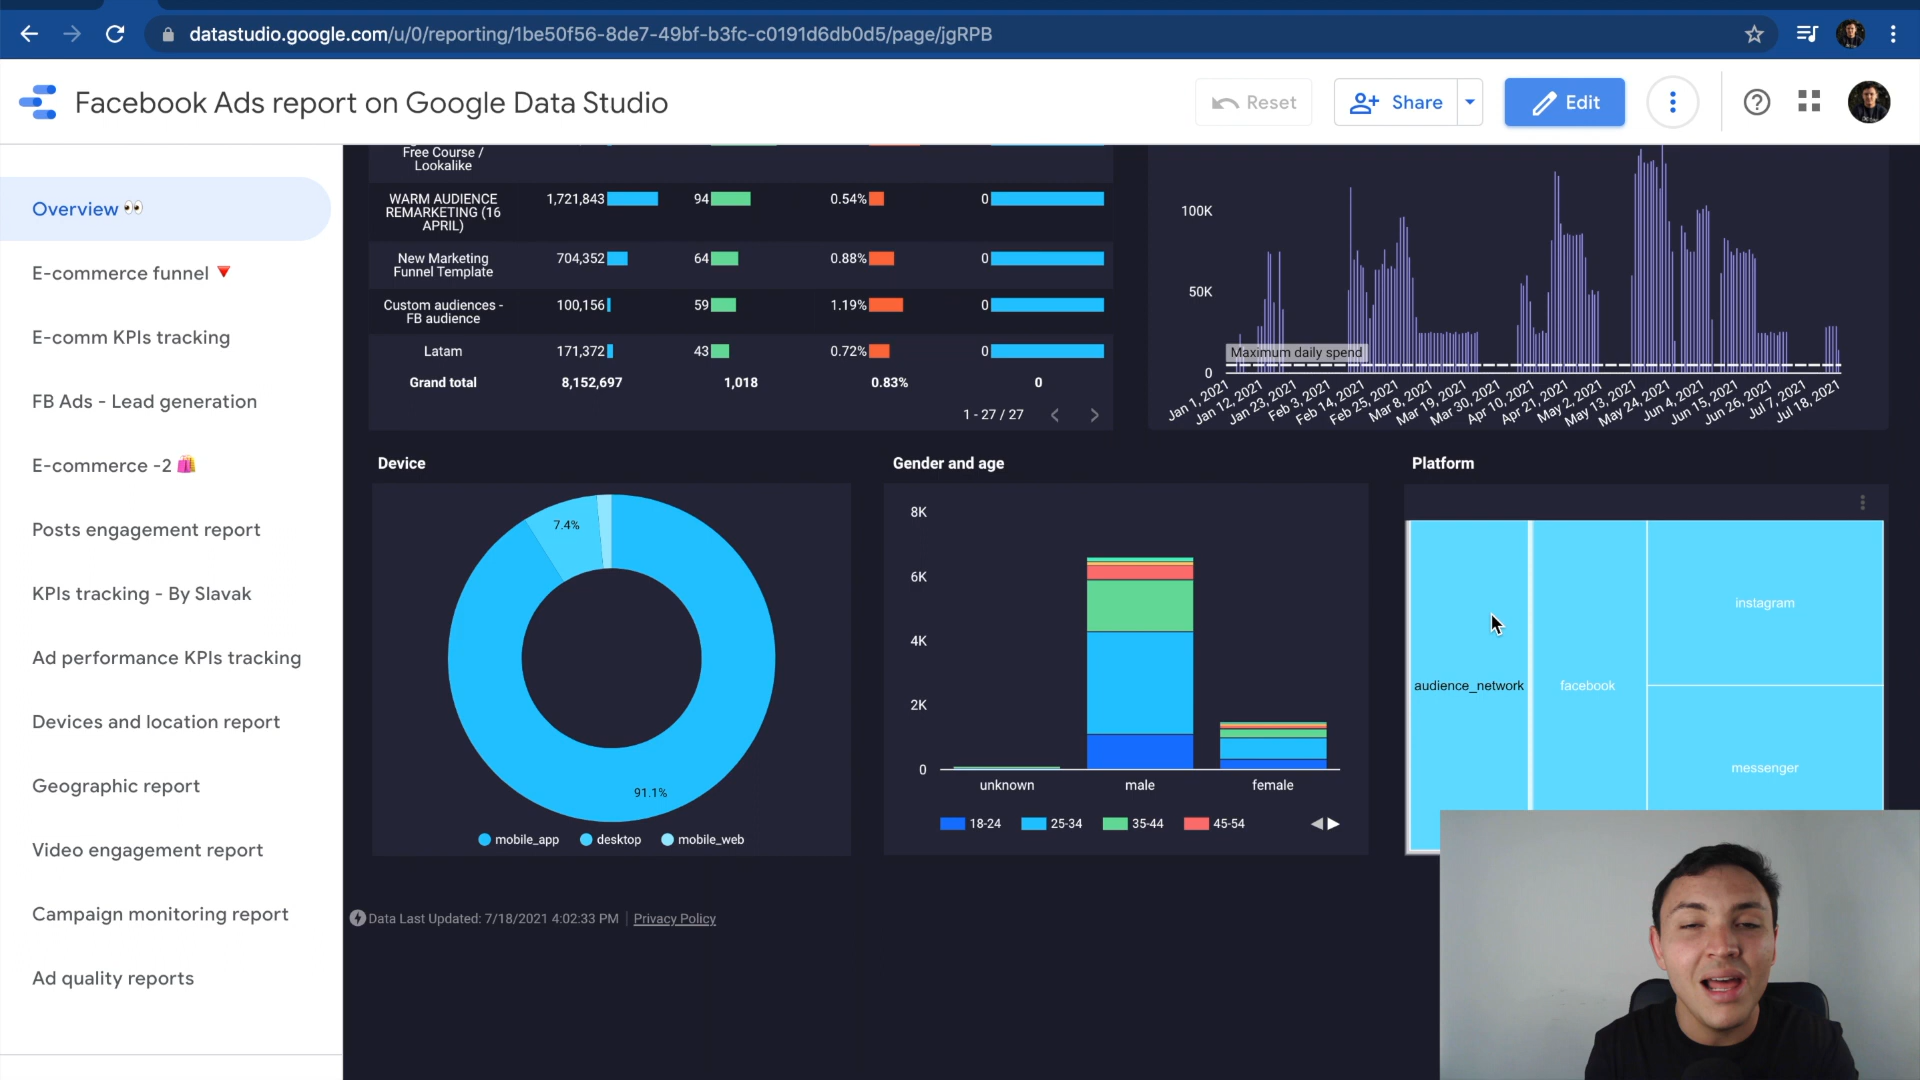 datastudio.google.com/u/0/reporting/1be50f56-8de7-49bf-b3fc-c0191d6db0d5/page/jgRPB
Facebook Ads report on Google Data Studio
Reset
Share
Edit
Overview 👀
E-commerce funnel 🔻
E-comm KPIs tracking
FB Ads - Lead generation
E-commerce -2 🛍️
Posts engagement report
KPIs tracking - By Slavak
Ad performance KPIs tracking
Devices and location report
Geographic report
Video engagement report
Campaign monitoring report
Ad quality reports
Free Course /
Lookalike
WARM AUDIENCE
REMARKETING (16
APRIL)
1,721,843
94
0.54%
0
New Marketing
Funnel Template
704,352
64
0.88%
0
Custom audiences -
FB audience
100,156
59
1.19%
0
Latam
171,372
43
0.72%
0
Grand total
8,152,697
1,018
0.83%
0
1 - 27 / 27
100K
50K
0
Maximum daily spend
Jan 1, 2021
Jan 12, 2021
Jan 23, 2021
Feb 3, 2021
Feb 14, 2021
Feb 25, 2021
Mar 8, 2021
Mar 19, 2021
Mar 30, 2021
Apr 10, 2021
Apr 21, 2021
May 2, 2021
May 13, 2021
May 24, 2021
Jun 4, 2021
Jun 15, 2021
Jun 26, 2021
Jul 7, 2021
Jul 18, 2021
Device
7.4%
91.1%
mobile_app
desktop
mobile_web
Gender and age
8K
6K
4K
2K
0
unknown
male
female
18-24
25-34
35-44
45-54
Platform
audience_network
facebook
instagram
messenger
Data Last Updated: 7/18/2021 4:02:33 PM
Privacy Policy